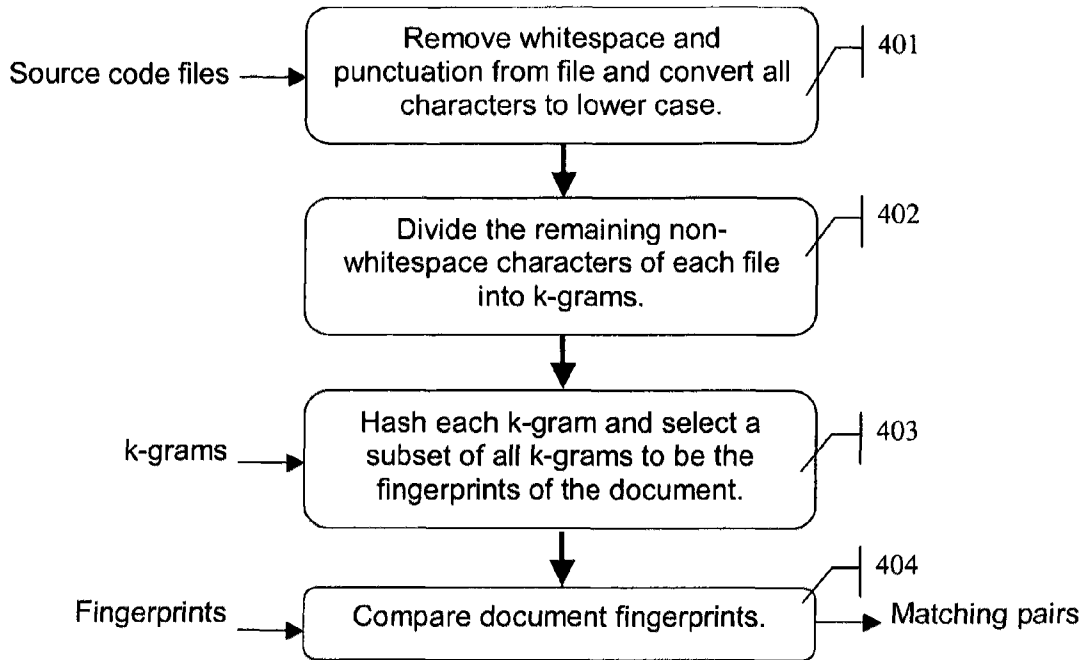 Remove whitespace and
punctuation from file and convert all
characters to lower case.
401
Source code files
Divide the remaining non-
whitespace characters of each file
into k-grams.
402
Hash each k-gram and select a
subset of all k-grams to be the
fingerprints of the document.
403
k-grams
404
Fingerprints
Compare document fingerprints.
Matching pairs